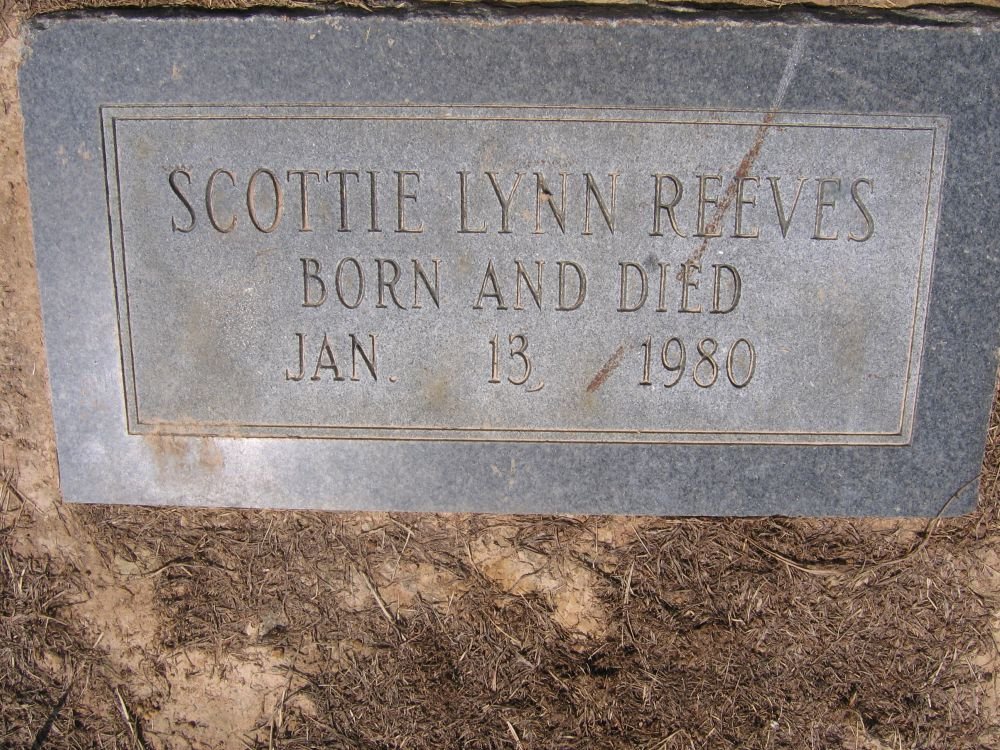 SCOTTIE LYNN REEVES
BORN AND DIED
JAN. 13, 1980